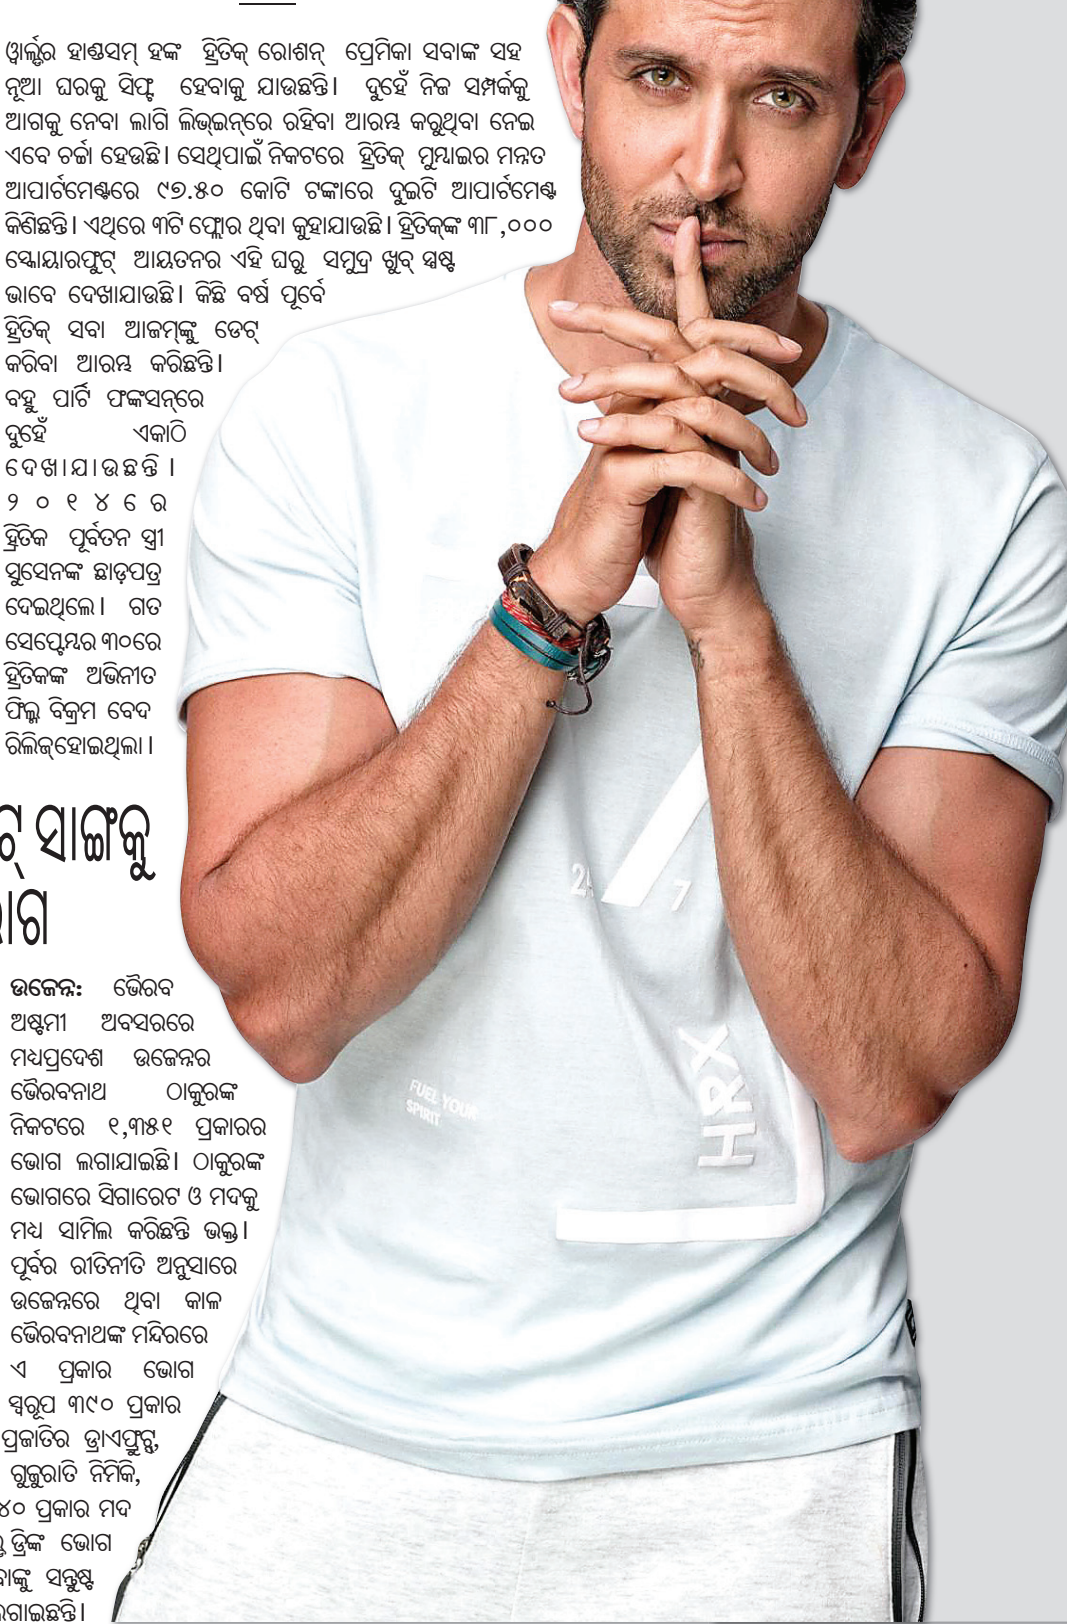 ୱାର୍ଲ୍ଡର ହାଣ୍ଡସମ୍ ହଙ୍କ ହ୍ରିତିକ୍ ରୋଶନ୍ ପ୍ରେମିକା ସବାଙ୍କ ସହ
ନୂଆ ଘରକୁ ସିଫ୍ଟ ହେବାକୁ ଯାଉଛନ୍ତି। ଦୁହେଁ ନିଜ ସମ୍ପର୍କକୁ
ଆଗକୁ ନେବା ଲାଗି ଲିଭ୍‌ଇନ୍‌ରେ ରହିବା ଆରମ୍ଭ କରୁଥିବା ନେଇ
ଏବେ ଚର୍ଚ୍ଚା ହେଉଛି। ସେଥିପାଇଁ ନିକଟରେ ହ୍ରିତିକ୍ ମୁମ୍ବାଇର ମନ୍ନତ
ଆପାର୍ଟମେଣ୍ଟରେ ୯୭.୫୦ କୋଟି ଟଙ୍କାରେ ଦୁଇଟି ଆପାର୍ଟମେଣ୍ଟ
କିଣିଛନ୍ତି। ଏଥିରେ ୩ଟି ଫ୍ଲୋର ଥିବା କୁହାଯାଉଛି। ହ୍ରିତିକ୍‌ଙ୍କ ୩୮,୦୦୦
ସ୍କୋୟାରଫୁଟ୍ ଆୟତନର ଏହି ଘରୁ ସମୁଦ୍ର ଖୁବ୍ ସ୍ପଷ୍ଟ
ଭାବେ ଦେଖାଯାଉଛି। କିଛି ବର୍ଷ ପୂର୍ବେ
ହ୍ରିତିକ୍ ସବା ଆଜମ୍‌ଙ୍କୁ ଡେଟ୍
କରିବା ଆରମ୍ଭ କରିଛନ୍ତି।
ବହୁ ପାର୍ଟି ଫଙ୍କସନ୍‌ରେ
ଦୁହେଁ ଏକାଠି
ଦେଖାଯାଉଛନ୍ତି।
୨୦୧୪ରେ
ହ୍ରିତିକ ପୂର୍ବତନ ସ୍ତ୍ରୀ
ସୁସେନଙ୍କ ଛାଡ଼ପତ୍ର
ଦେଇଥିଲେ। ଗତ
ସେପ୍ଟେମ୍ବର ୩୦ରେ
ହ୍ରିତିକଙ୍କ ଅଭିନୀତ
ଫିଲ୍ମ ବିକ୍ରମ ବେଦ
ରିଲିଜ୍‌ହୋଇଥିଲା।
ସାଙ୍ଗକୁ
ଉଜେନ୍ନ: ଭୈରବ
ଅଷ୍ଟମୀ ଅବସରରେ
ମଧ୍ୟପ୍ରଦେଶ ଉଜେନ୍ନର
ଭୈରବନାଥ ଠାକୁରଙ୍କ
ନିକଟରେ ୧,୩୫୧ ପ୍ରକାରର
ଭୋଗ ଲଗାଯାଇଛି। ଠାକୁରଙ୍କ
ଭୋଗରେ ସିଗାରେଟ ଓ ମଦକୁ
ମଧ୍ୟ ସାମିଲ କରିଛନ୍ତି ଭକ୍ତ।
ପୂର୍ବର ରୀତିନୀତି ଅନୁସାରେ
ଉଜେନ୍ନରେ ଥିବା କାଳ
ଭୈରବନାଥଙ୍କ ମନ୍ଦିରରେ
ଏ ପ୍ରକାର ଭୋଗ
ସ୍ୱରୂପ ୩୯୦ ପ୍ରକାର
ପ୍ରଜାତିର ଡ୍ରାଏଫ୍ରୁଟ୍ସ,
ଗୁଜୁରାତି ନିମିକି,
୪୦ ପ୍ରକାର ମଦ
ଡ୍ରିଙ୍କ ଭୋଗ
ସନ୍ତୁଷ୍ଟ
7
HRX
FUEL YOUR
SPIRIT